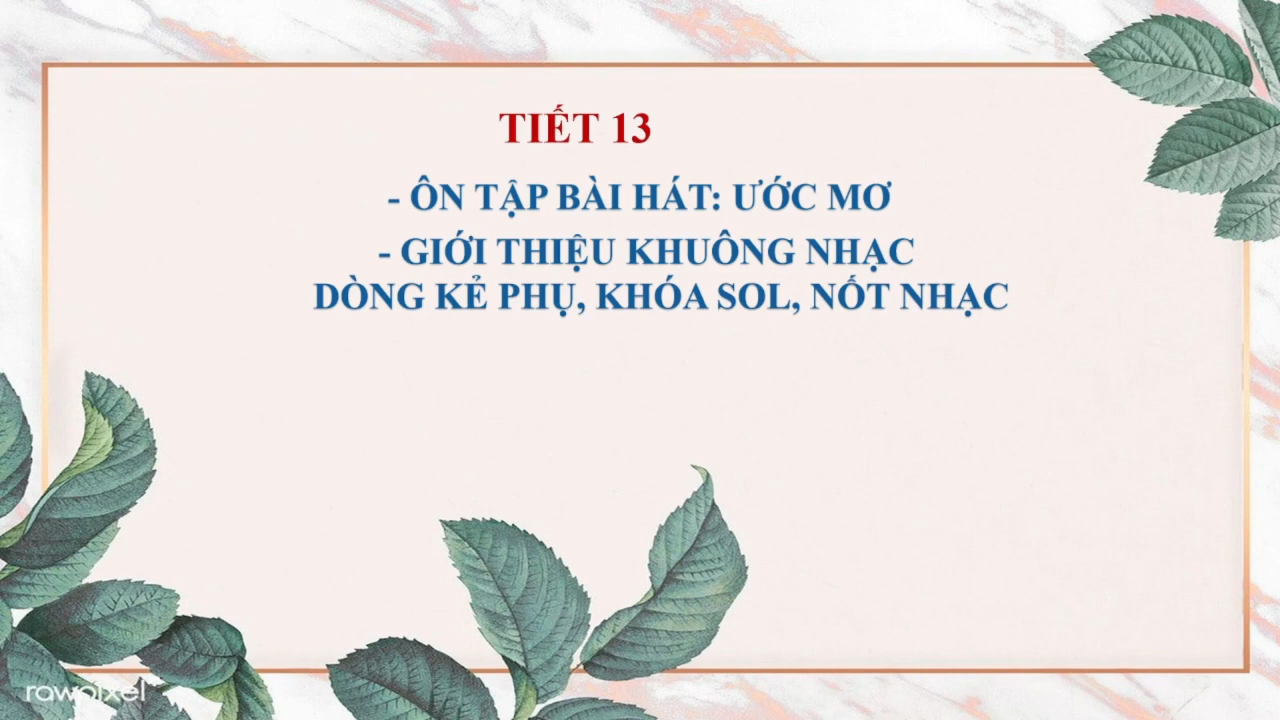 TIẾT 13
- ÔN TẬP BÀI HÁT: ƯỚC MƠ
- GIỚI THIỆU KHUÔNG NHẠC
DÒNG KẺ PHỤ, KHÓA SOL, NỐT NHẠC
rawpixel